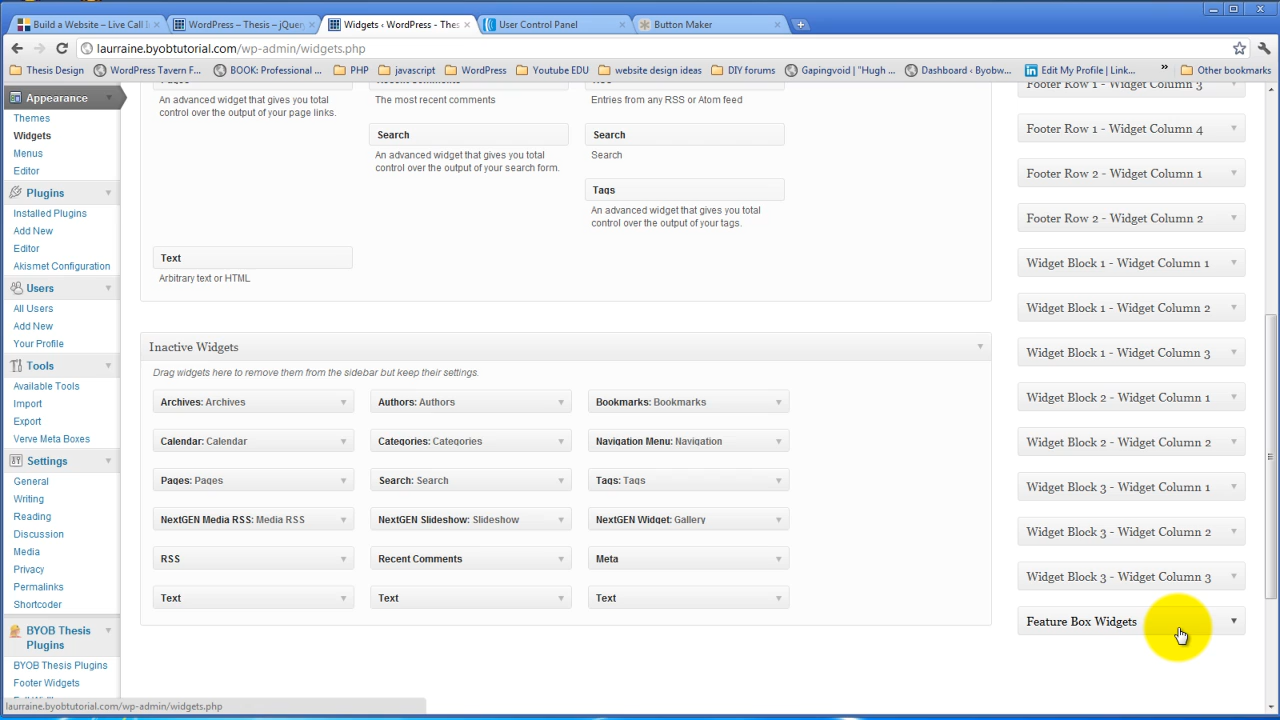 Build a Website – Live Call I
WordPress – Thesis – jQuery
Widgets ‹ WordPress - Thes
User Control Panel
Button Maker
laurraine.byobtutorial.com/wp-admin/widgets.php
Thesis Design
WordPress Tavern F...
BOOK: Professional ...
PHP
javascript
WordPress
Youtube EDU
website design ideas
DIY forums
Gapingvoid | "Hugh ...
Dashboard ‹ Byobw...
Edit My Profile | Link...
»
Other bookmarks
Appearance
Themes
Widgets
Menus
Editor
Plugins
Installed Plugins
Add New
Editor
Akismet Configuration
Users
All Users
Add New
Your Profile
Tools
Available Tools
Import
Export
Verve Meta Boxes
Settings
General
Writing
Reading
Discussion
Media
Privacy
Permalinks
Shortcoder
BYOB Thesis
Plugins
BYOB Thesis Plugins
Footer Widgets
An advanced widget that gives you total
control over the output of your page links.
Recent Comments
The most recent comments
Entries from any RSS or Atom feed
Search
An advanced widget that gives you total
control over the output of your search form.
Search
Search
Tags
An advanced widget that gives you total
control over the output of your tags.
Text
Arbitrary text or HTML
Inactive Widgets
Drag widgets here to remove them from the sidebar but keep their settings.
Archives: Archives
Authors: Authors
Bookmarks: Bookmarks
Calendar: Calendar
Categories: Categories
Navigation Menu: Navigation
Pages: Pages
Search: Search
Tags: Tags
NextGEN Media RSS: Media RSS
NextGEN Slideshow: Slideshow
NextGEN Widget: Gallery
RSS
Recent Comments
Meta
Text
Text
Text
Footer Row 1 - Widget Column 3
Footer Row 1 - Widget Column 4
Footer Row 2 - Widget Column 1
Footer Row 2 - Widget Column 2
Widget Block 1 - Widget Column 1
Widget Block 1 - Widget Column 2
Widget Block 1 - Widget Column 3
Widget Block 2 - Widget Column 1
Widget Block 2 - Widget Column 2
Widget Block 3 - Widget Column 1
Widget Block 3 - Widget Column 2
Widget Block 3 - Widget Column 3
Feature Box Widgets
laurraine.byobtutorial.com/wp-admin/widgets.php